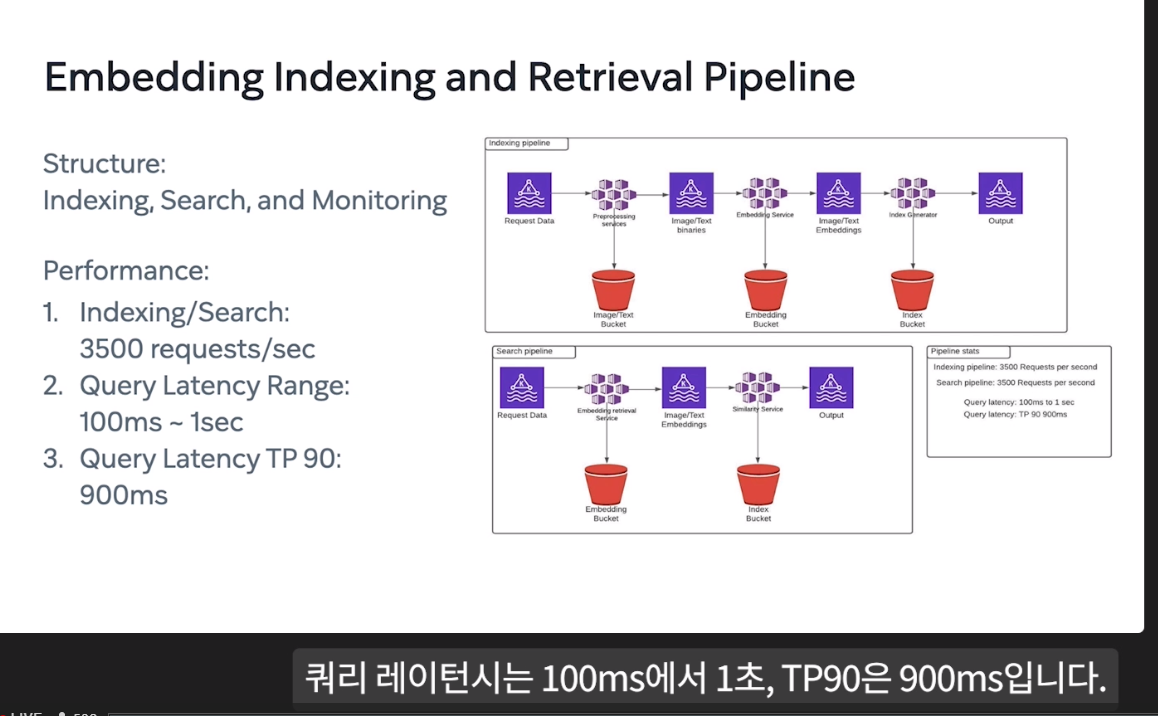 Embedding Indexing and Retrieval Pipeline
Structure:
Indexing, Search, and Monitoring
Performance:
1. Indexing/Search:
3500 requests/sec
2. Query Latency Range:
100ms ~ 1sec
3. Query Latency TP 90:
900ms
Indexing pipeline
Request Data
Preprocessing
services
Image/Text
binaries
Embedding Service
Image/Text
Embeddings
Index Generator
Output
Image/Text
Bucket
Embedding
Bucket
Index
Bucket
Search pipeline
Request Data
Embedding retrieval
Service
Image/Text
Embeddings
Similarity Service
Output
Embedding
Bucket
Index
Bucket
Pipeline stats
Indexing pipeline: 3500 Requests per second
Search pipeline: 3500 Requests per second
Query latency: 100ms to 1 sec
Query latency: TP 90 900ms
쿼리 레이턴시는 100ms에서 1초, TP90은 900ms입니다.